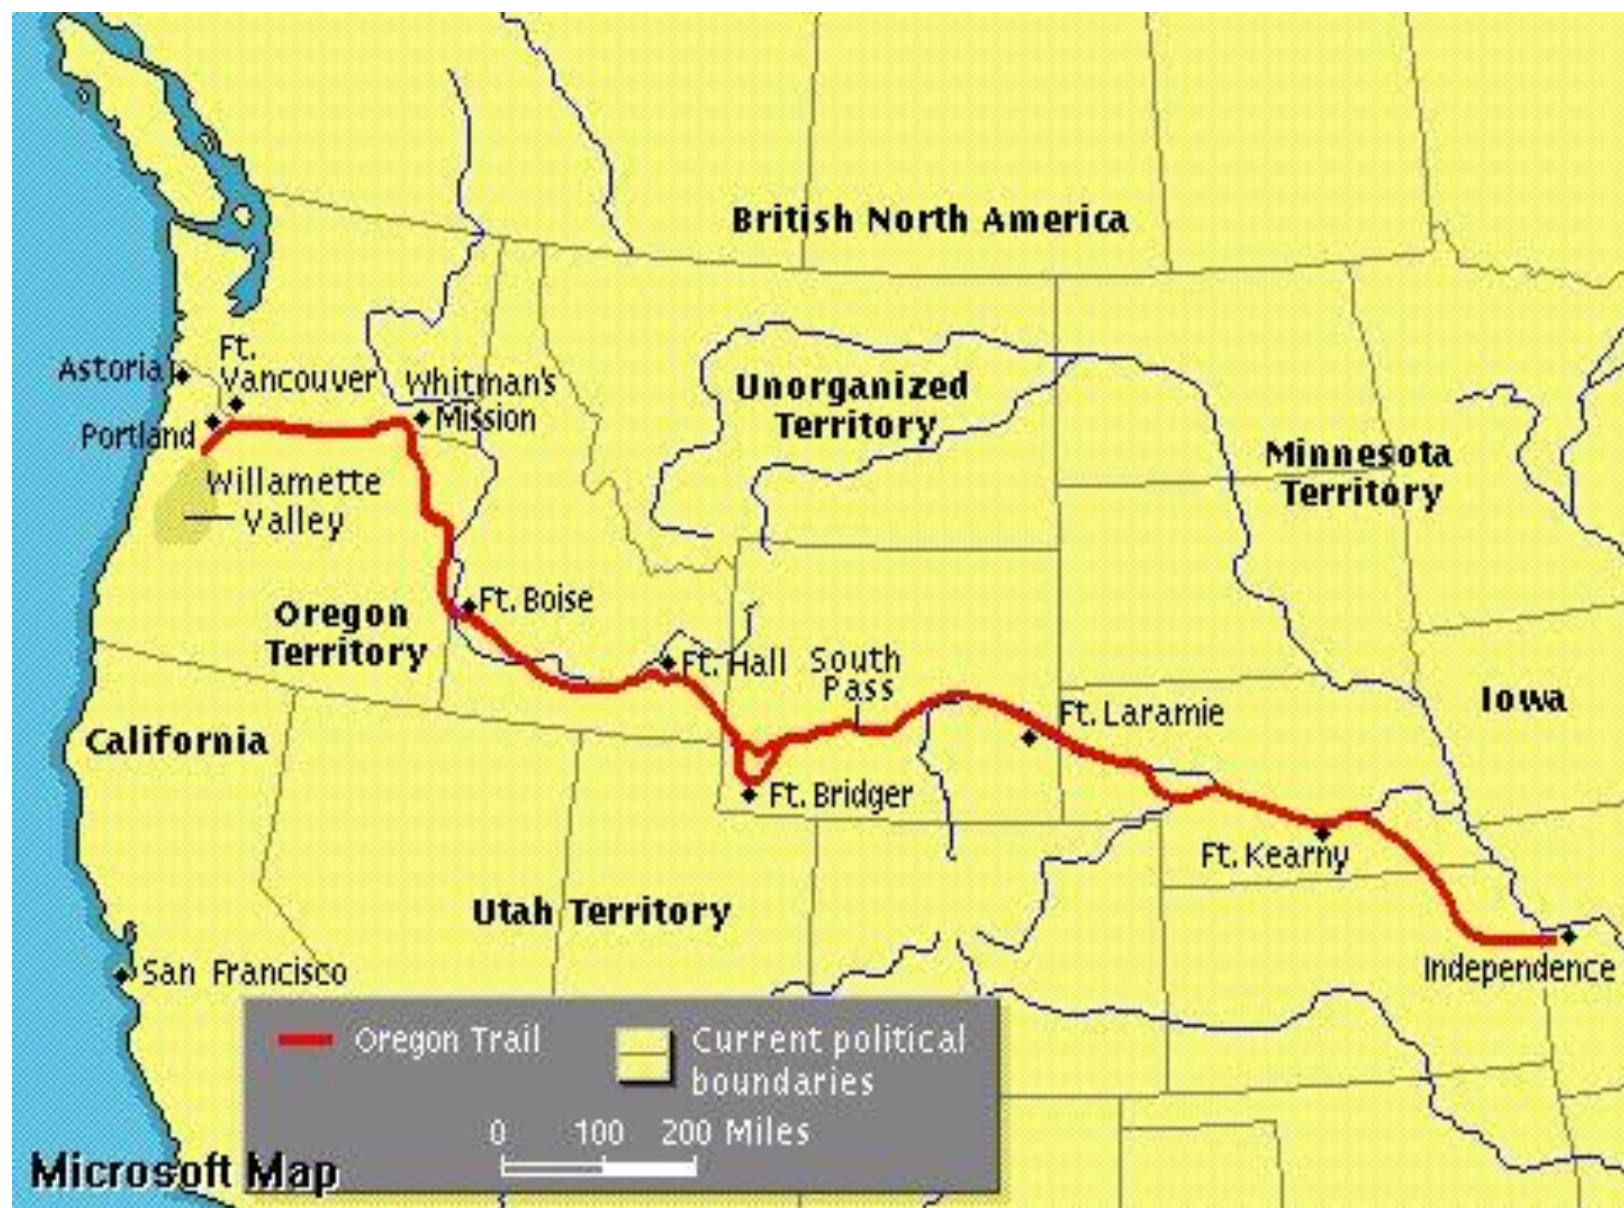 British North America
Astoria
Ft.
Vancouver
Whitman's
Mission
Portland
Willamette
Valley
Unorganized
Territory
Minnesota
Territory
Ft. Boise
Oregon
Territory
Ft. Hall
South
Pass
Ft. Laramie
Iowa
California
Ft. Bridger
Ft. Kearny
Utah Territory
San Francisco
Independence
Oregon Trail
Current political
boundaries
0 100 200 Miles
Microsoft Map